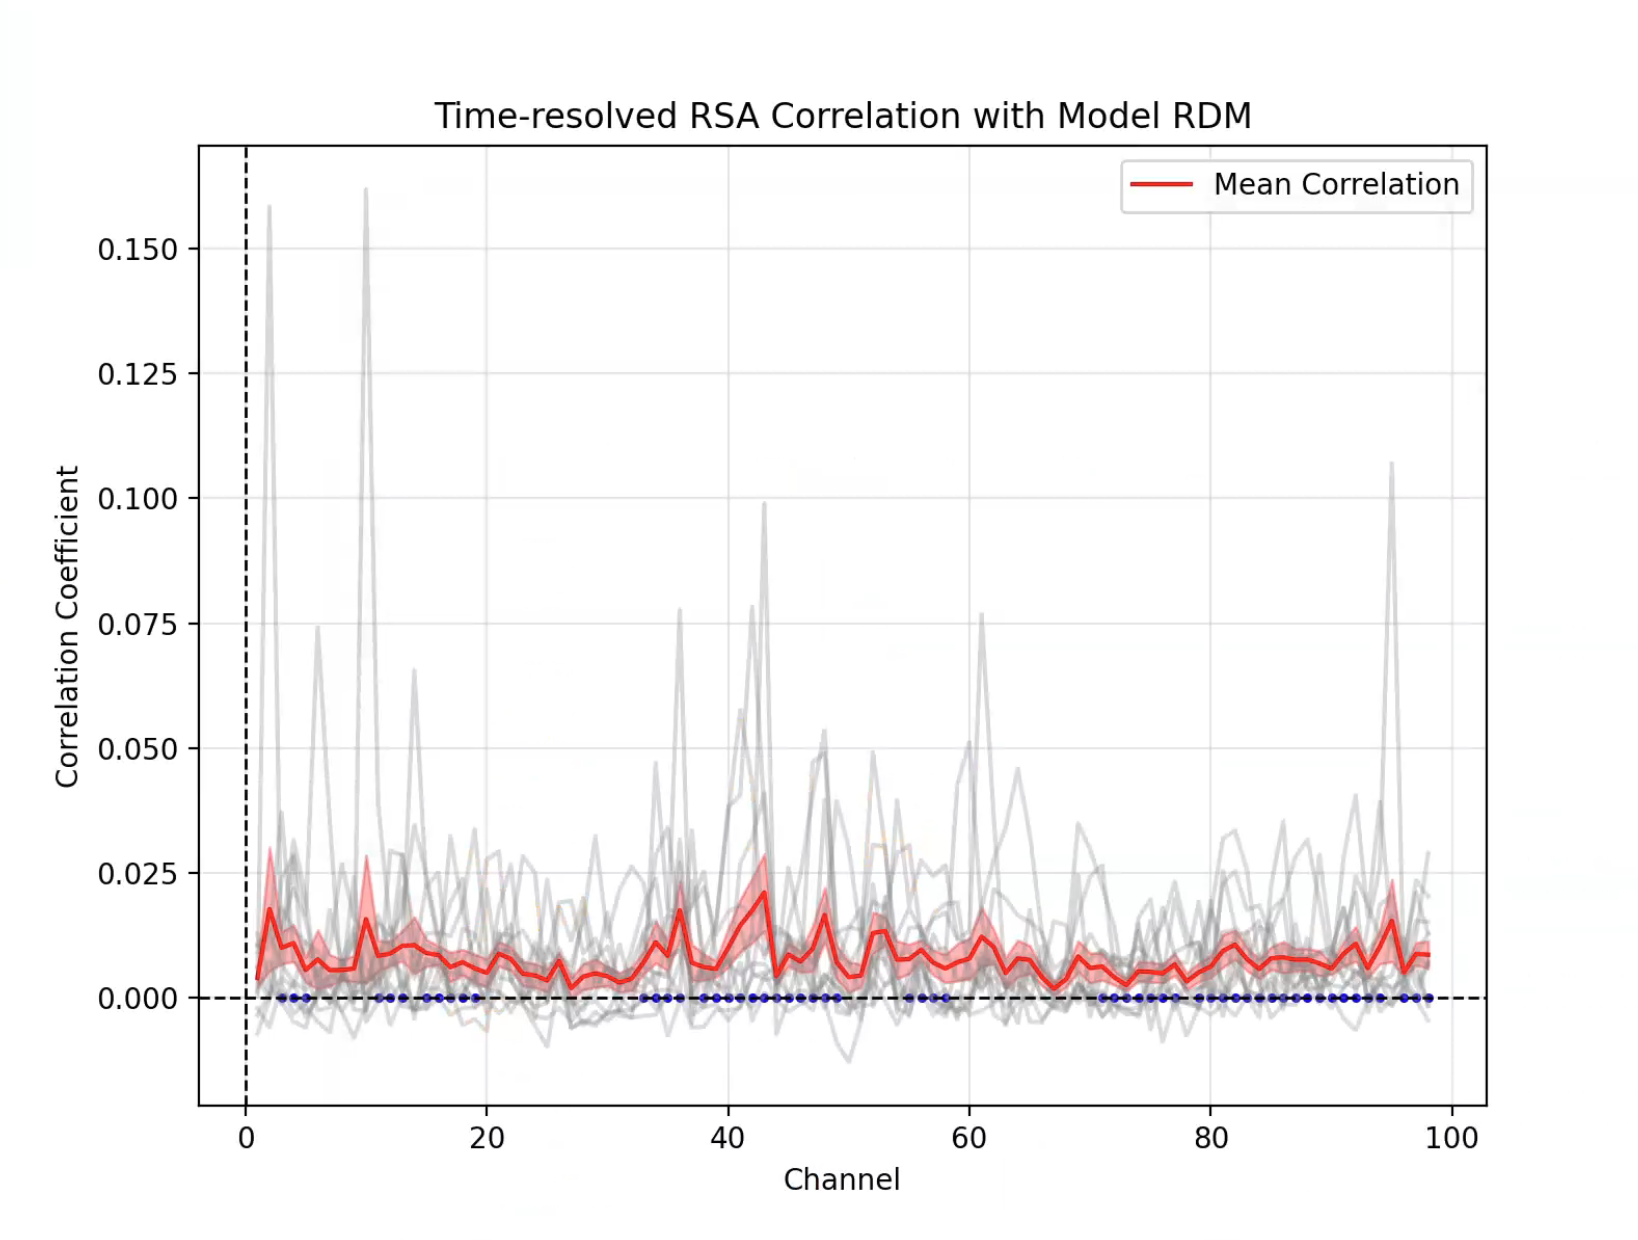 Time-resolved RSA Correlation with Model RDM
Mean Correlation
Correlation Coefficient
0.150
0.125
0.100
0.075
0.050
0.025
0.000
0 20 40 60 80 100
Channel